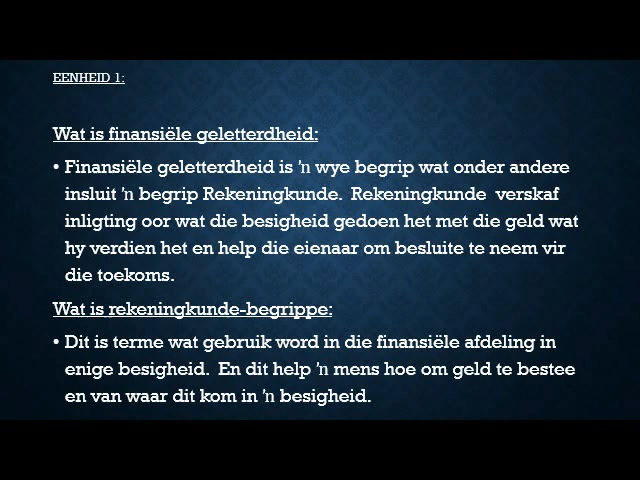 EENHEID 1:
Wat is finansiële geletterdheid:
• Finansiële geletterdheid is 'n wye begrip wat onder andere
insluit 'n begrip Rekeningkunde. Rekeningkunde verskaf
inligting oor wat die besigheid gedoen het met die geld wat
hy verdien het en help die eienaar om besluite te neem vir
die toekoms.
Wat is rekeningkunde-begrippe:
• Dit is terme wat gebruik word in die finansiële afdeling in
enige besigheid. En dit help 'n mens hoe om geld te bestee
en van waar dit kom in 'n besigheid.